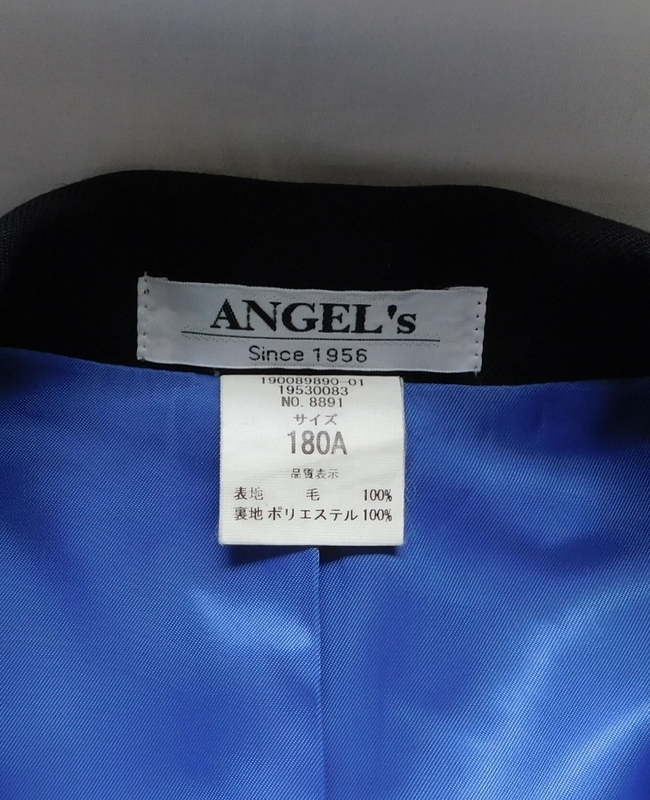 ANGEL's
Since 1956
190089890-01
19530083
NO. 8891
サイズ
180A
品質表示
表地 毛 100%
裏地 ポリエステル 100%